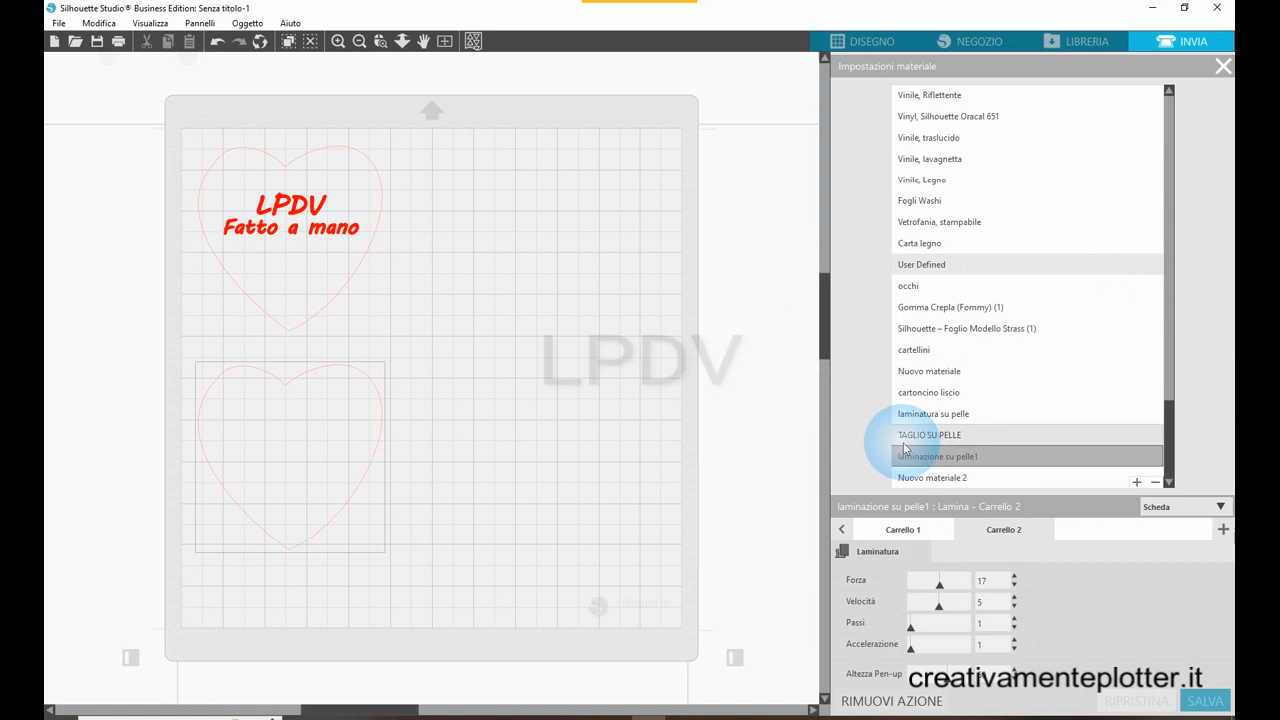 Silhouette Studio® Business Edition: Senza titolo-1
File Modifica Visualizza Pannelli Oggetto Aiuto
DISEGNO NEGOZIO LIBRERIA INVIA
Impostazioni materiale
Vinile, Riflettente
Vinyl, Silhouette Oracal 651
Vinile, traslucido
Vinile, lavagnetta
Vinile, Legno
Fogli Washi
Vetrofania, stampabile
Carta legno
User Defined
occhi
Gomma Crepla (Fommy) (1)
Silhouette – Foglio Modello Strass (1)
cartellini
Nuovo materiale
cartoncino liscio
laminatura su pelle
TAGLIO SU PELLE
laminazione su pelle1
Nuovo materiale 2
LPDV
Fatto a mano
LPDV
silhouette
laminazione su pelle1 : Lamina - Carrello 2 Scheda
Carrello 1 Carrello 2
Laminatura
Forza 17
Velocità 5
Passi 1
Accelerazione 1
Altezza Pen-up
creativamenteplotter.it
RIMUOVI AZIONE RIPRISTINA SALVA